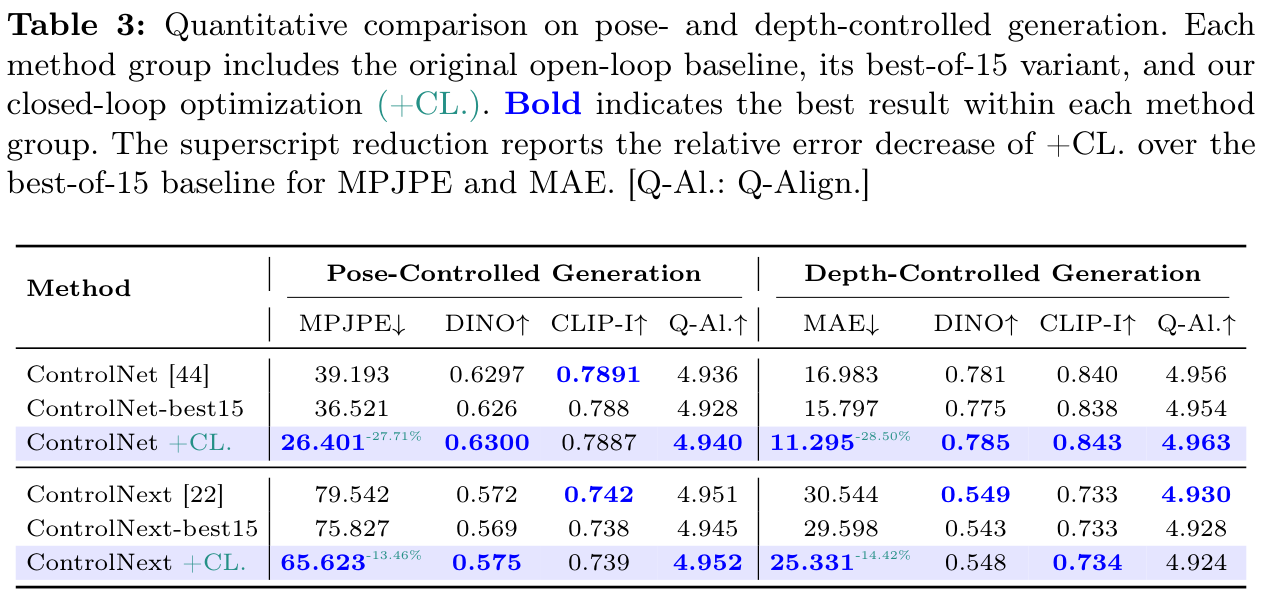 Table 3: Quantitative comparison on pose- and depth-controlled generation. Each
method group includes the original open-loop baseline, its best-of-15 variant, and our
closed-loop optimization (+CL.). Bold indicates the best result within each method
group. The superscript reduction reports the relative error decrease of +CL. over the
best-of-15 baseline for MPJPE and MAE. [Q-Al.: Q-Align.]
Method Pose-Controlled Generation Depth-Controlled Generation
MPJPE↓ DINO↑ CLIP-I↑ Q-Al.↑ MAE↓ DINO↑ CLIP-I↑ Q-Al.↑
ControlNet [44] 39.193 0.6297 0.7891 4.936 16.983 0.781 0.840 4.956
ControlNet-best15 36.521 0.626 0.788 4.928 15.797 0.775 0.838 4.954
ControlNet +CL. 26.401-27.71% 0.6300 0.7887 4.940 11.295-28.50% 0.785 0.843 4.963
ControlNext [22] 79.542 0.572 0.742 4.951 30.544 0.549 0.733 4.930
ControlNext-best15 75.827 0.569 0.738 4.945 29.598 0.543 0.733 4.928
ControlNext +CL. 65.623-13.46% 0.575 0.739 4.952 25.331-14.42% 0.548 0.734 4.924